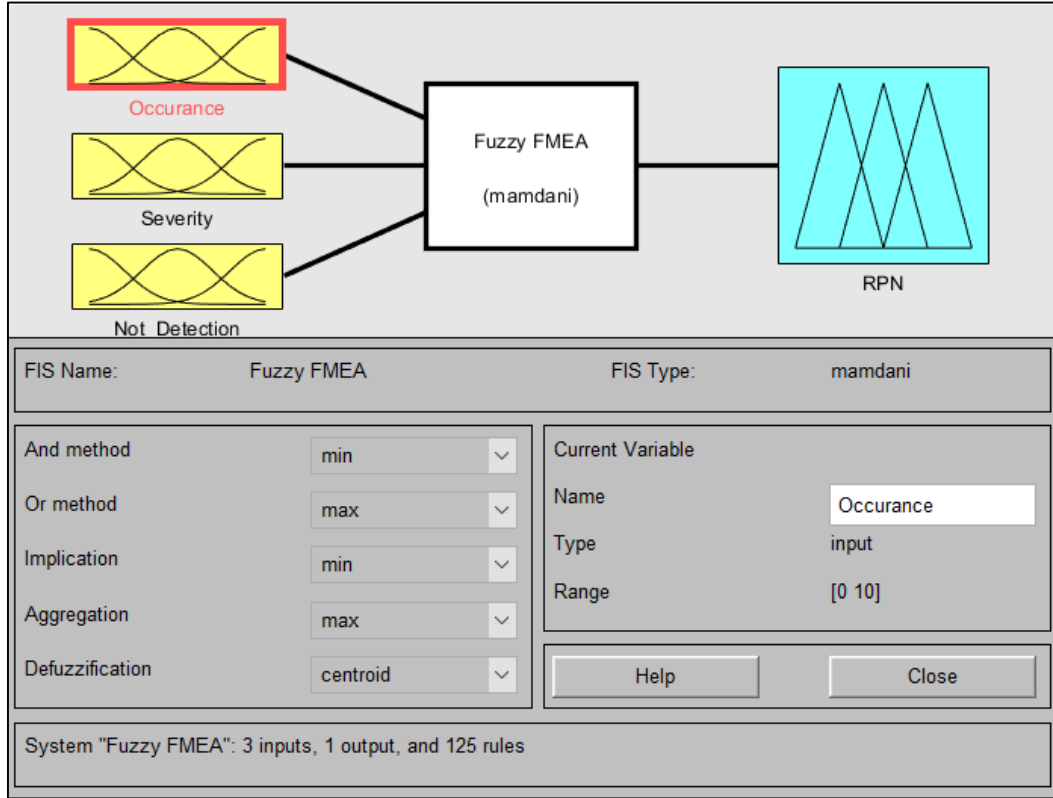 Occurance
Fuzzy FMEA
(mamdani)
Severity
RPN
Not Detection
FIS Name: Fuzzy FMEA FIS Type: mamdani
And method min
Or method max
Implication min
Aggregation max
Defuzzification centroid
Current Variable
Name Occurance
Type input
Range [0 10]
Help Close
System "Fuzzy FMEA": 3 inputs, 1 output, and 125 rules